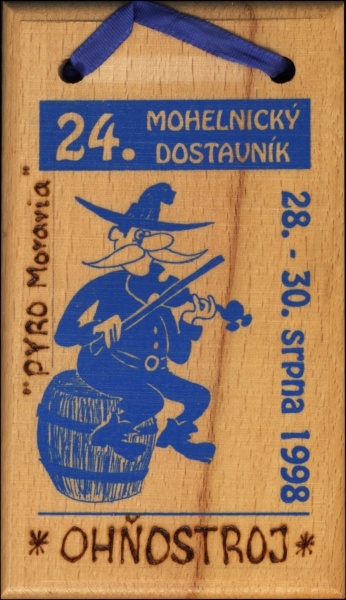 24. MOHELNICKÝ
DOSTAVNÍK
"PYRO Moravia"
28. - 30. srpna 1998
* OHŇOSTROJ *